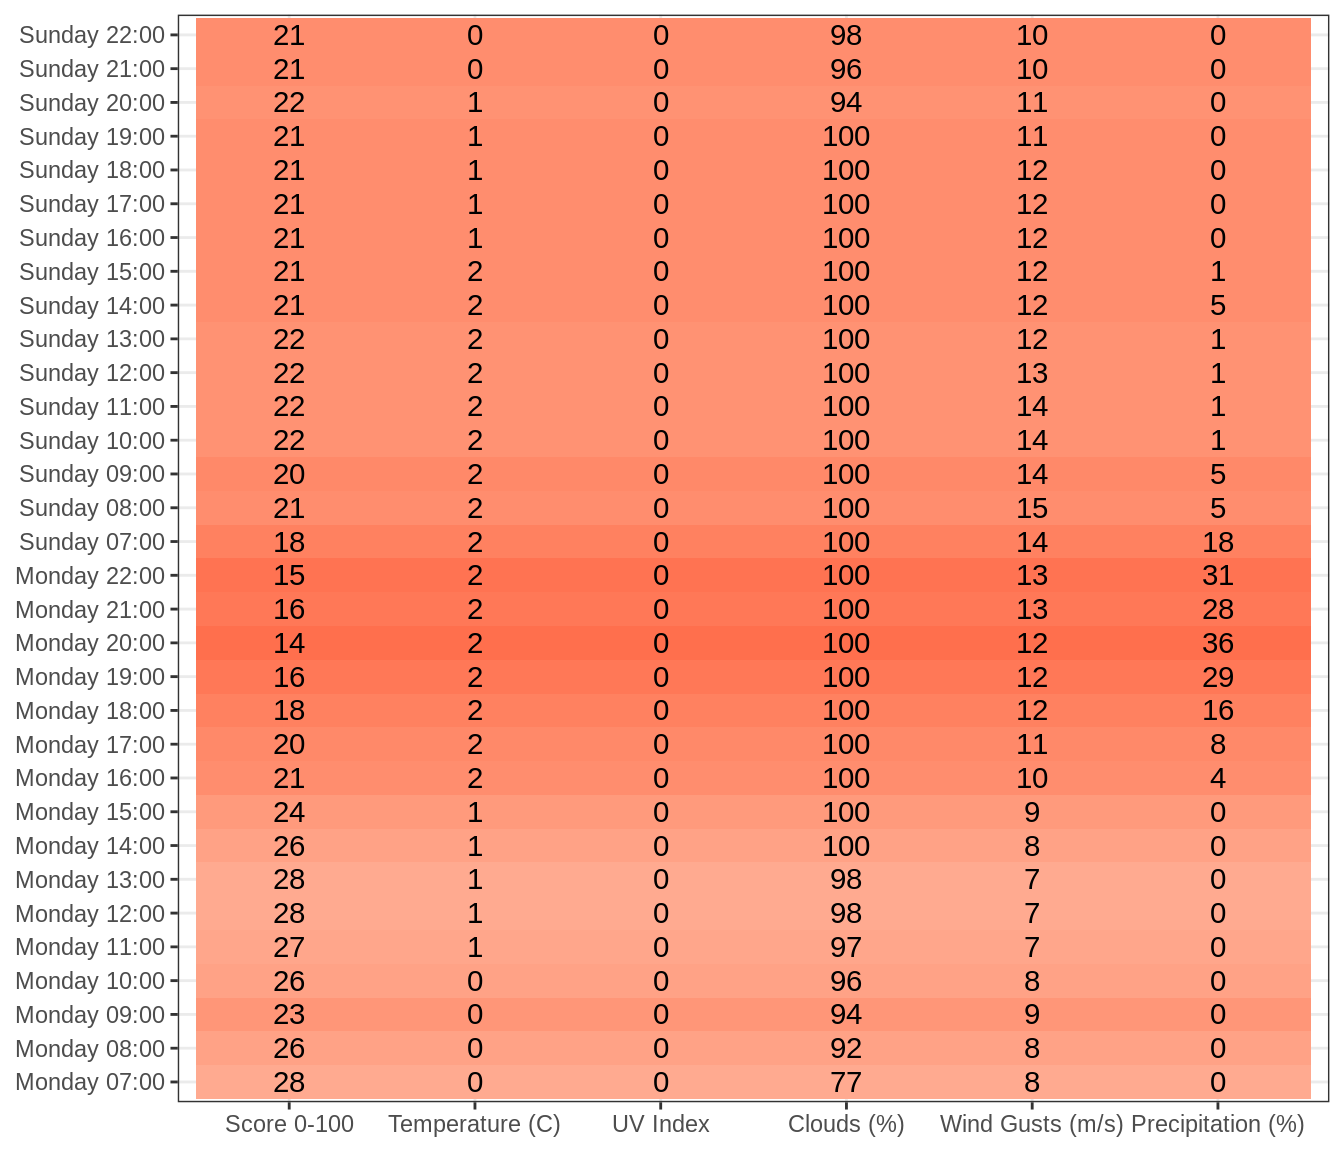 Sunday 22:00 21 0 0 98 10 0
Sunday 21:00 21 0 0 96 10 0
Sunday 20:00 22 1 0 94 11 0
Sunday 19:00 21 1 0 100 11 0
Sunday 18:00 21 1 0 100 12 0
Sunday 17:00 21 1 0 100 12 0
Sunday 16:00 21 1 0 100 12 0
Sunday 15:00 21 2 0 100 12 1
Sunday 14:00 21 2 0 100 12 5
Sunday 13:00 22 2 0 100 12 1
Sunday 12:00 22 2 0 100 13 1
Sunday 11:00 22 2 0 100 14 1
Sunday 10:00 22 2 0 100 14 1
Sunday 09:00 20 2 0 100 14 5
Sunday 08:00 21 2 0 100 15 5
Sunday 07:00 18 2 0 100 14 18
Monday 22:00 15 2 0 100 13 31
Monday 21:00 16 2 0 100 13 28
Monday 20:00 14 2 0 100 12 36
Monday 19:00 16 2 0 100 12 29
Monday 18:00 18 2 0 100 12 16
Monday 17:00 20 2 0 100 11 8
Monday 16:00 21 2 0 100 10 4
Monday 15:00 24 1 0 100 9 0
Monday 14:00 26 1 0 100 8 0
Monday 13:00 28 1 0 98 7 0
Monday 12:00 28 1 0 98 7 0
Monday 11:00 27 1 0 97 7 0
Monday 10:00 26 0 0 96 8 0
Monday 09:00 23 0 0 94 9 0
Monday 08:00 26 0 0 92 8 0
Monday 07:00 28 0 0 77 8 0
Score 0-100 Temperature (C) UV Index Clouds (%) Wind Gusts (m/s) Precipitation (%)